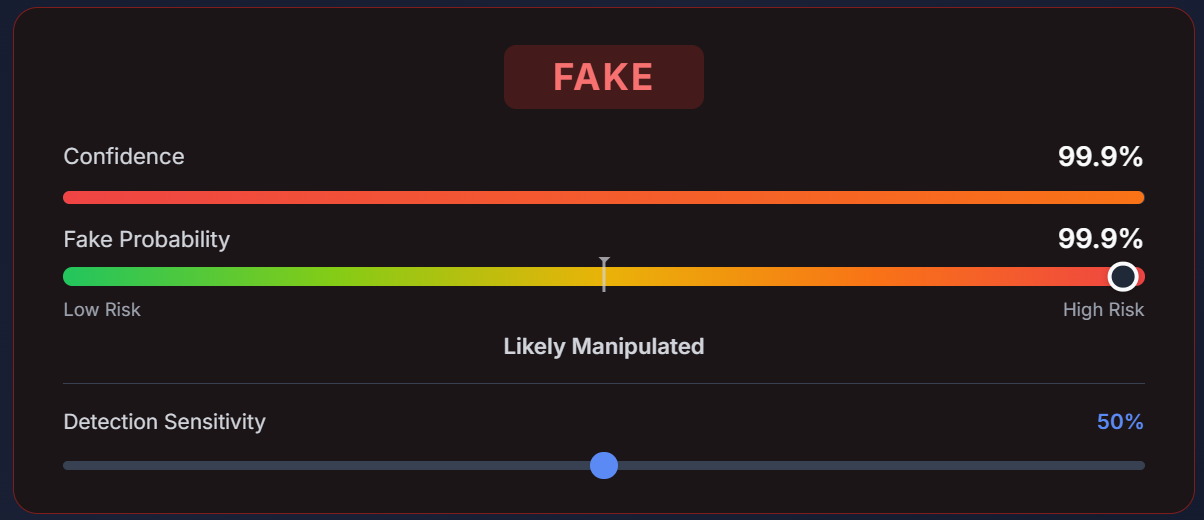 FAKE
Confidence 99.9%
Fake Probability 99.9%
Low Risk High Risk
Likely Manipulated
Detection Sensitivity 50%